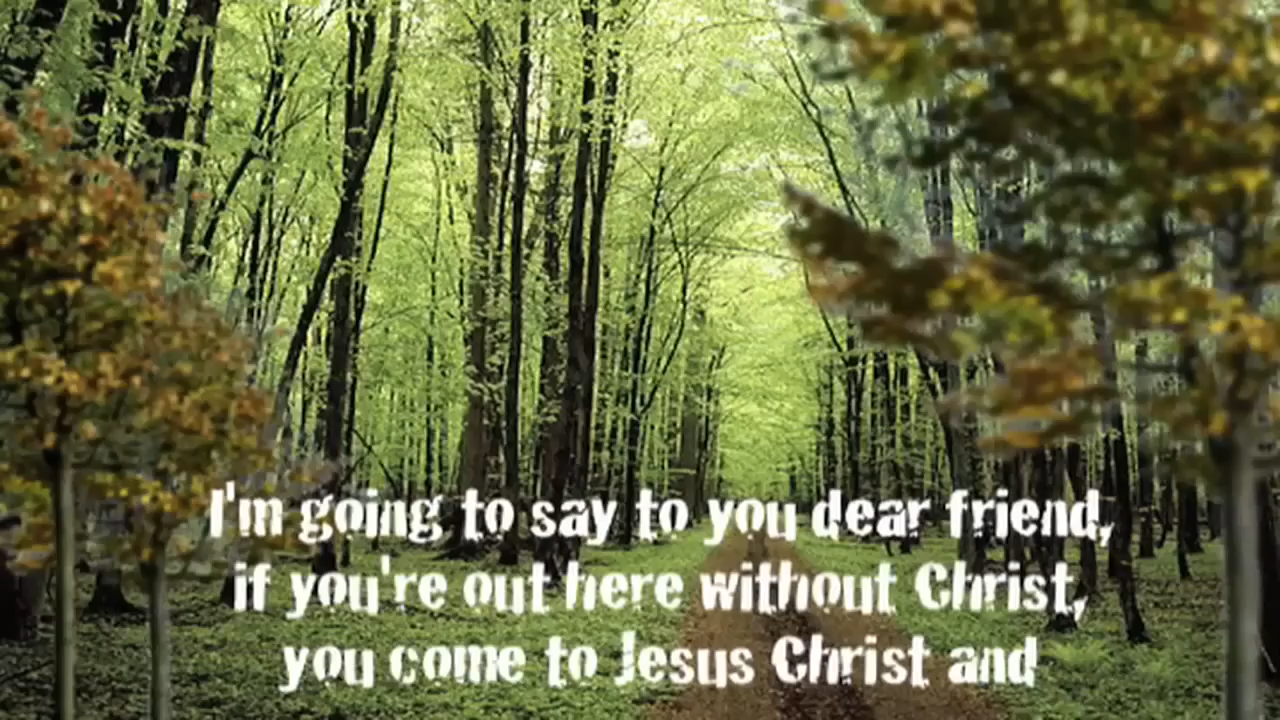 I'm going to say to you dear friend,
if you're out here without Christ,
you come to Jesus Christ and